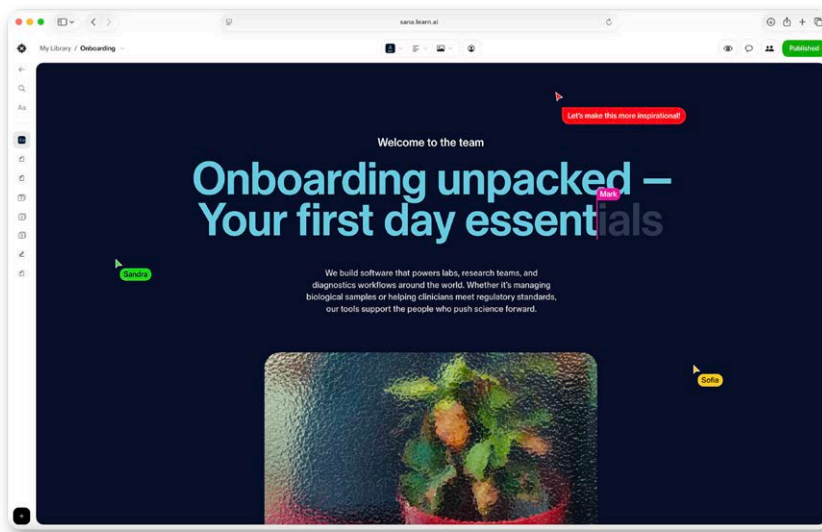 sana.learn.ai
My Library / Onboarding
Published
Aa
Let's make this more inspirational!
Welcome to the team
Onboarding unpacked –
Mark
Your first day essentials
Sandra
We build software that powers labs, research teams, and
diagnostics workflows around the world. Whether it's managing
biological samples or helping clinicians meet regulatory standards,
our tools support the people who push science forward.
Sofia